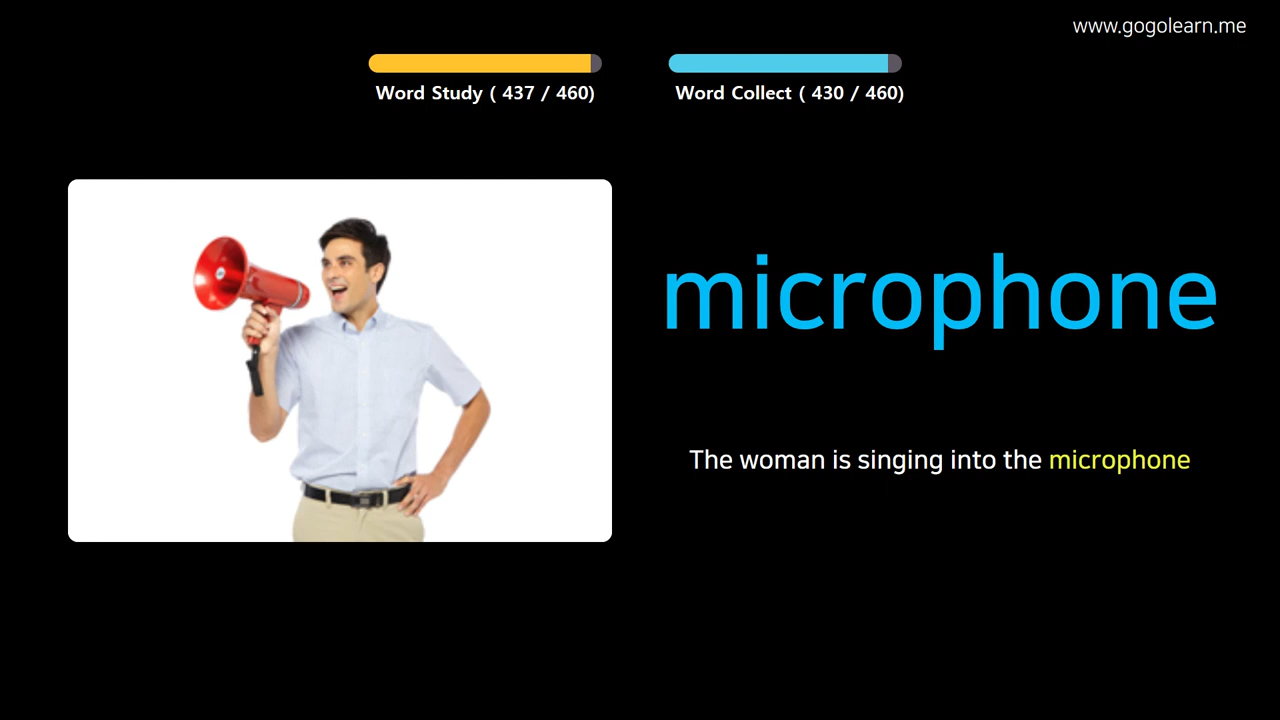 www.gogolearn.me
Word Study ( 437 / 460)
Word Collect ( 430 / 460)
microphone
The woman is singing into the microphone